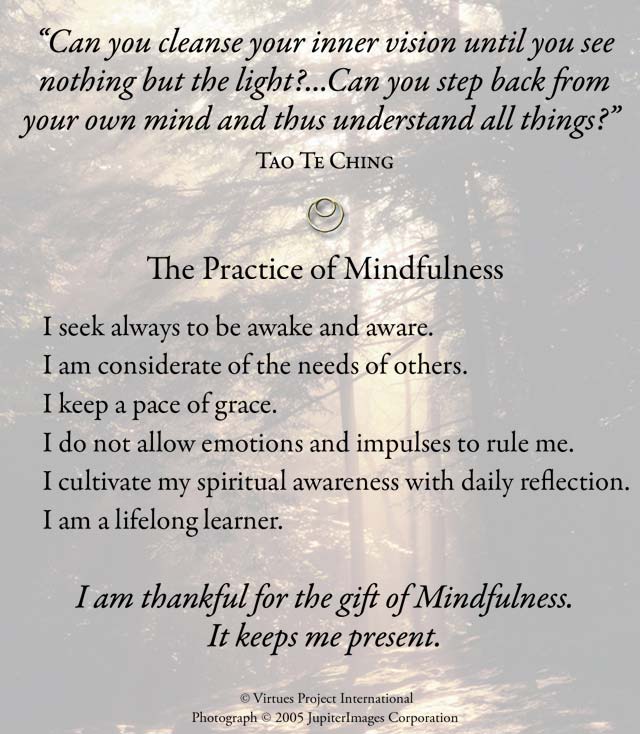 “Can you cleanse your inner vision until you see
nothing but the light?...Can you step back from
your own mind and thus understand all things?”
Tao Te Ching
The Practice of Mindfulness
I seek always to be awake and aware.
I am considerate of the needs of others.
I keep a pace of grace.
I do not allow emotions and impulses to rule me.
I cultivate my spiritual awareness with daily reflection.
I am a lifelong learner.
I am thankful for the gift of Mindfulness.
It keeps me present.
© Virtues Project International
Photograph © 2005 JupiterImages Corporation